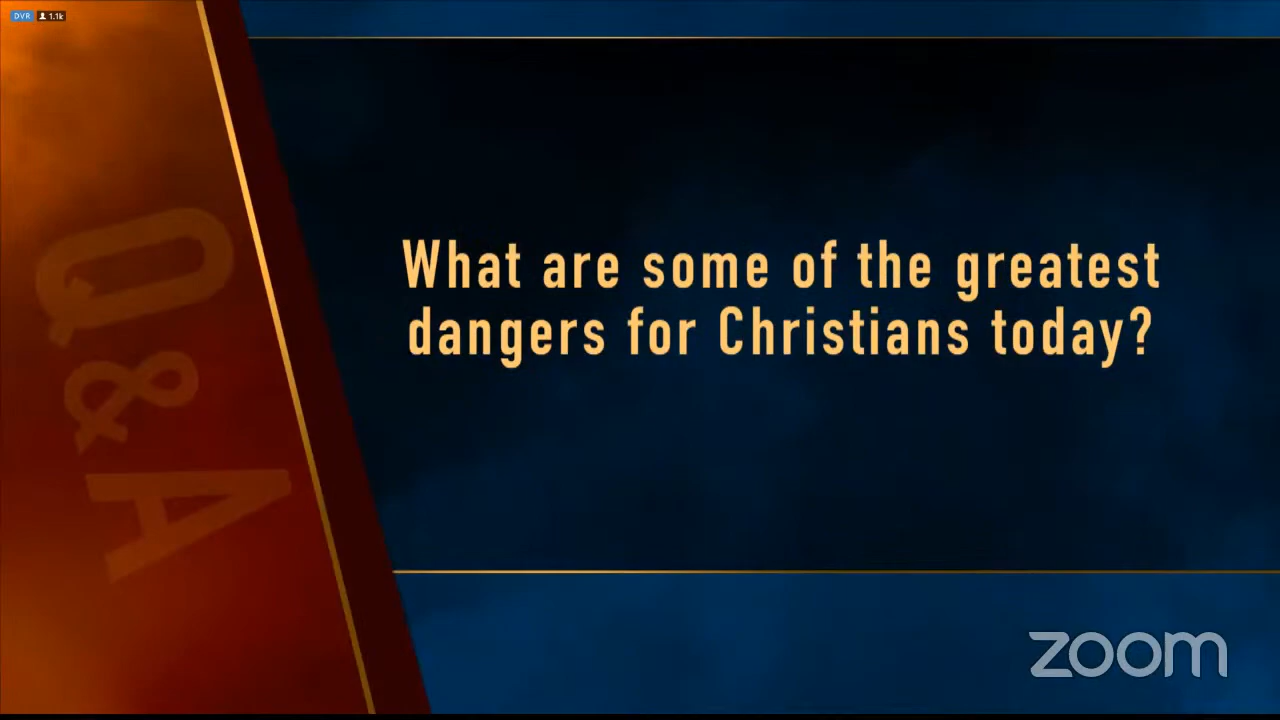 DVR 1.1k
Q&A
What are some of the greatest
dangers for Christians today?
zoom